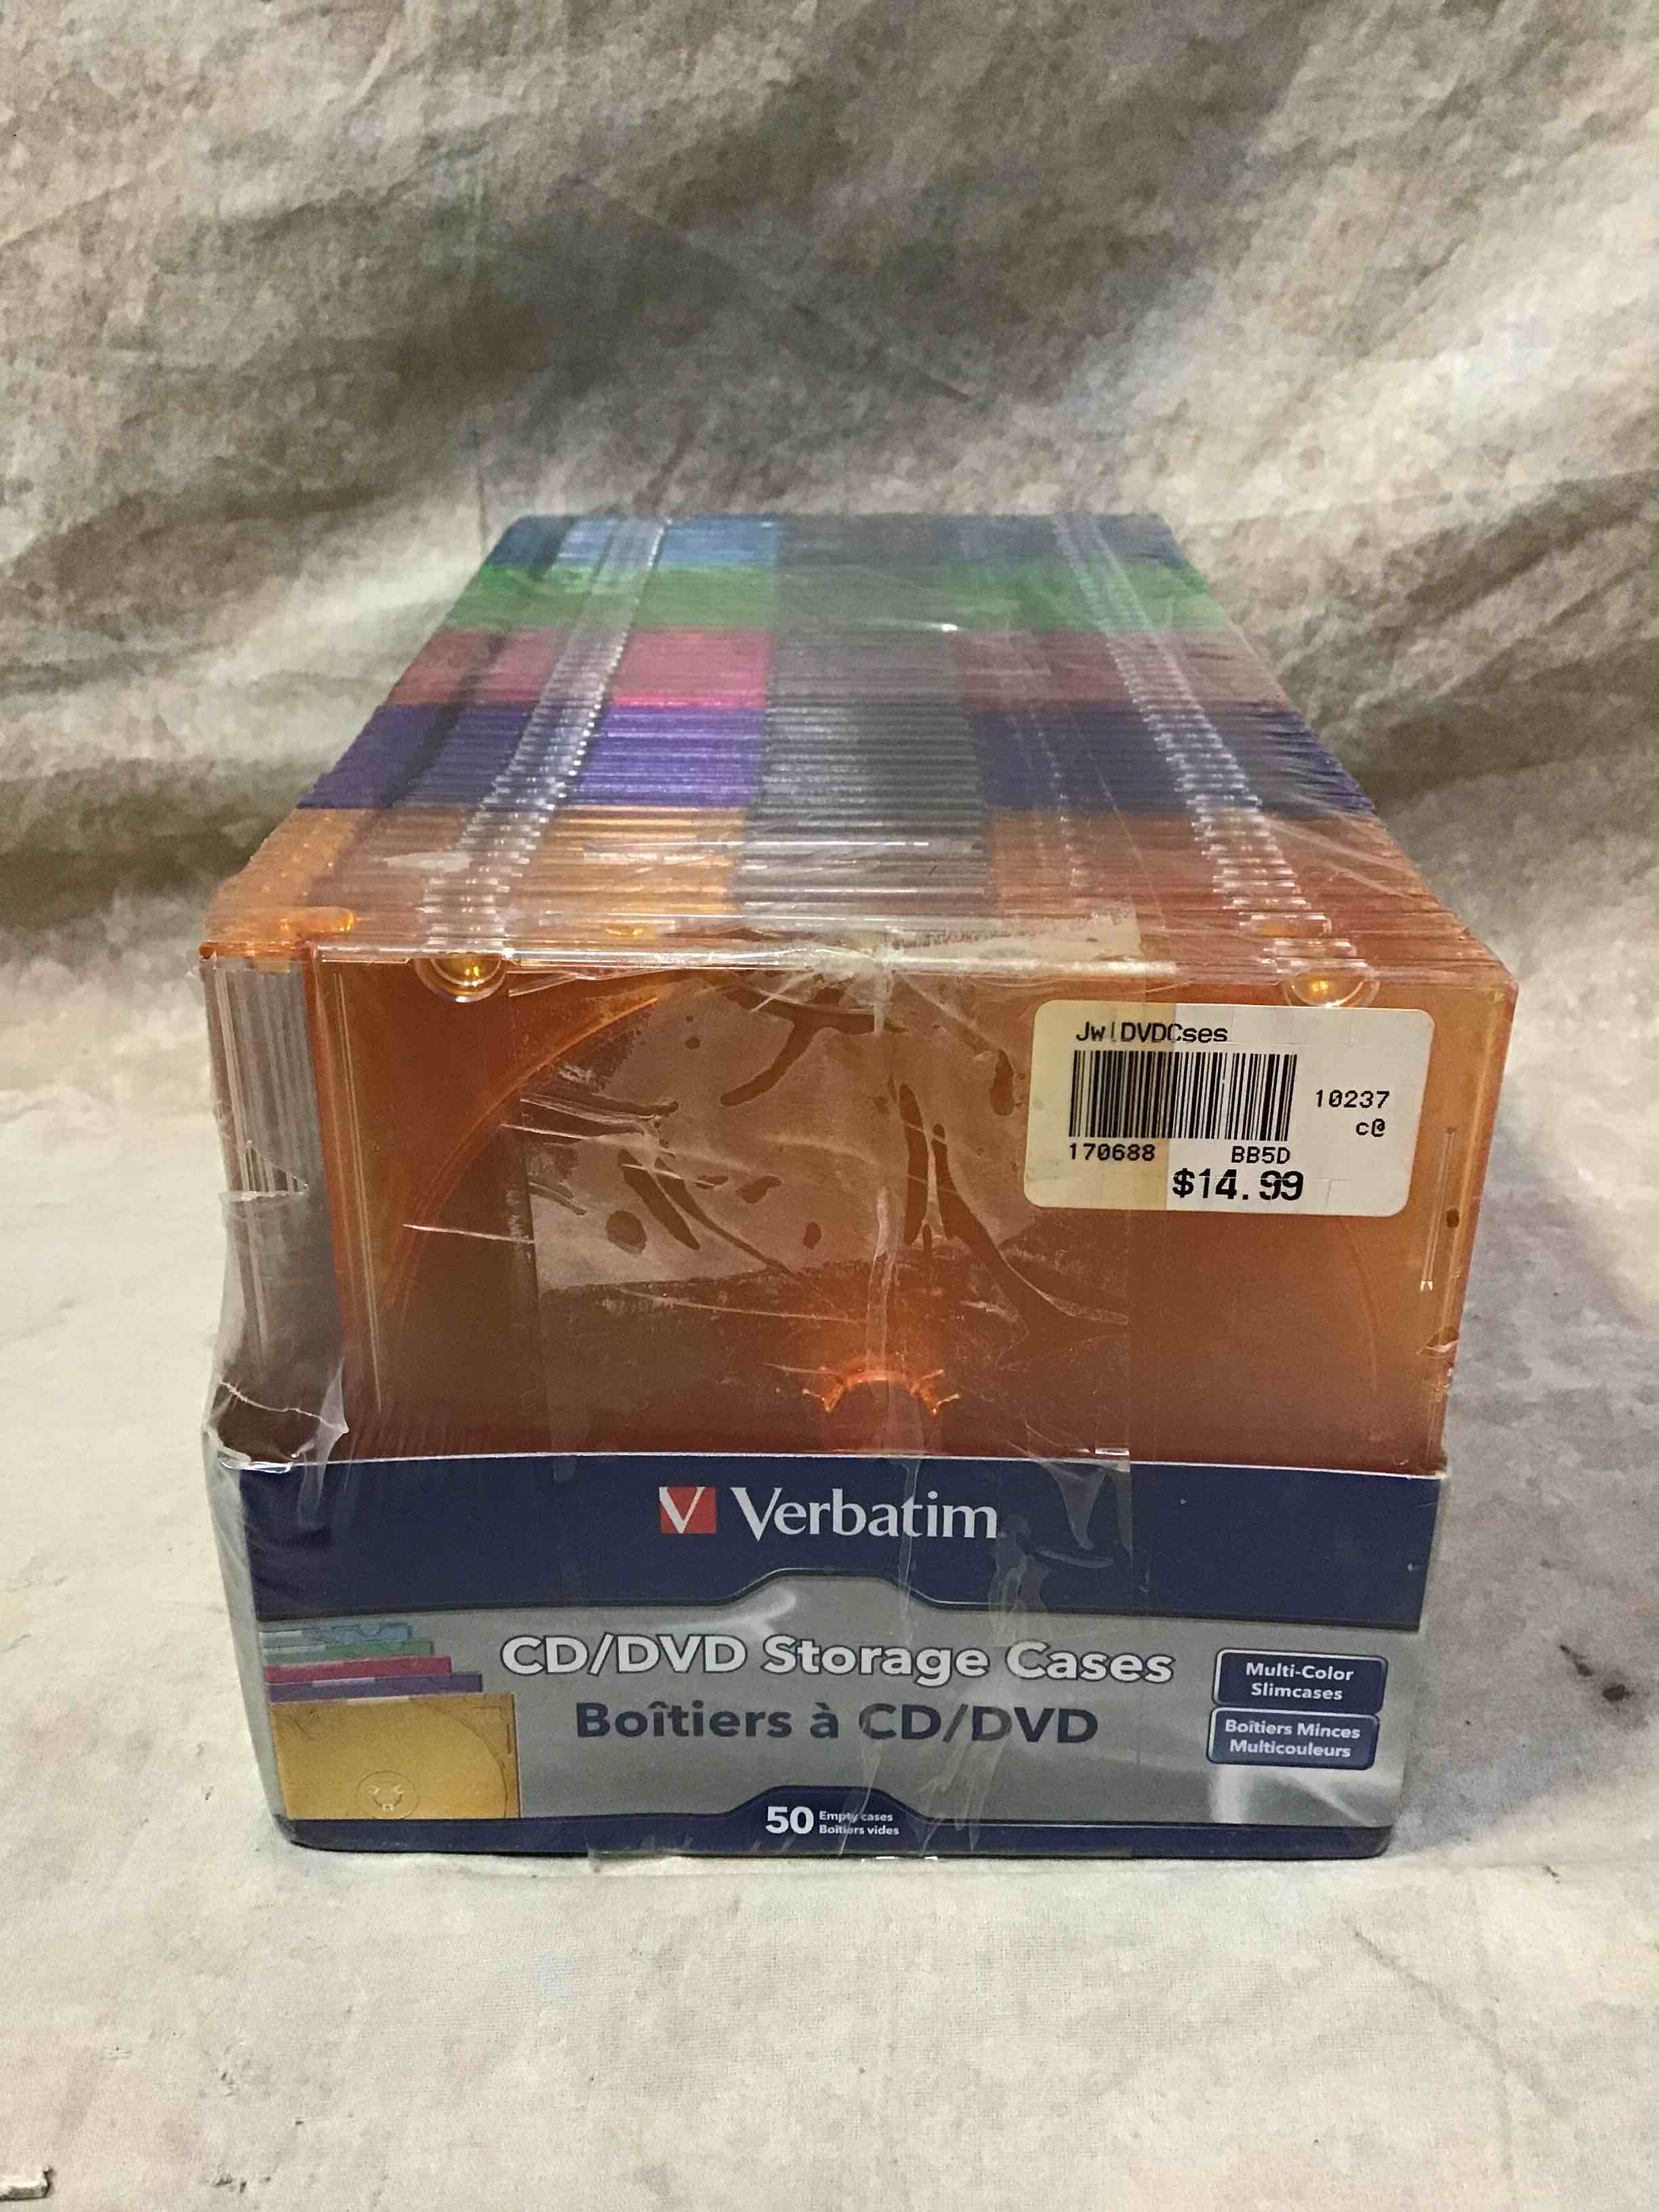 Jwl DVDCses
10237
c@
170688 BB5D
$14.99
Verbatim
CD/DVD Storage Cases
Boîtiers à CD/DVD
Multi-Color
Slimcases
Boîtiers Minces
Multicouleurs
50 Empty cases
Boîtiers vides